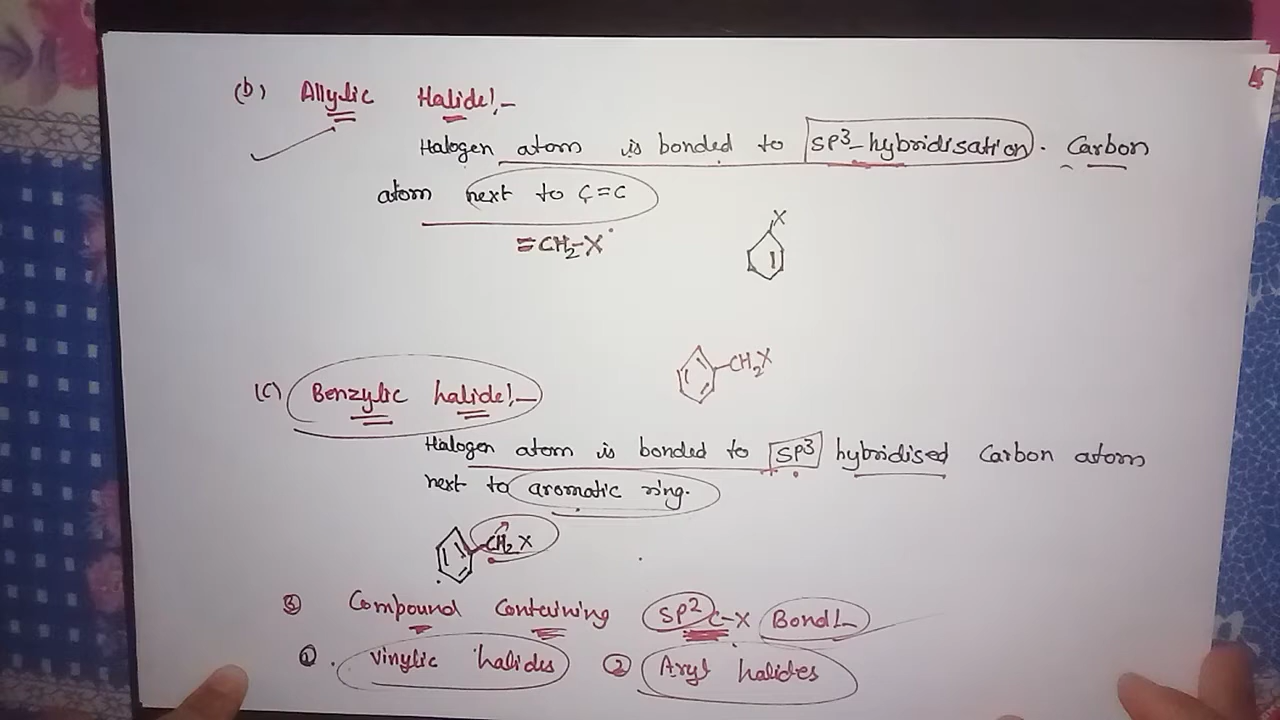 (b) Allylic Halide!-
Halogen atom is bonded to SP3-hybridisation. Carbon
atom next to C=C
=CH2-X
X
CH2X
(C) Benzylic halide!-
Halogen atom is bonded to SP3 hybridised Carbon atom
next to aromatic ring.
CH2X
③ Compound Containing SP2 C-X Bond!-
①. Vinylic halides ② Aryl halides